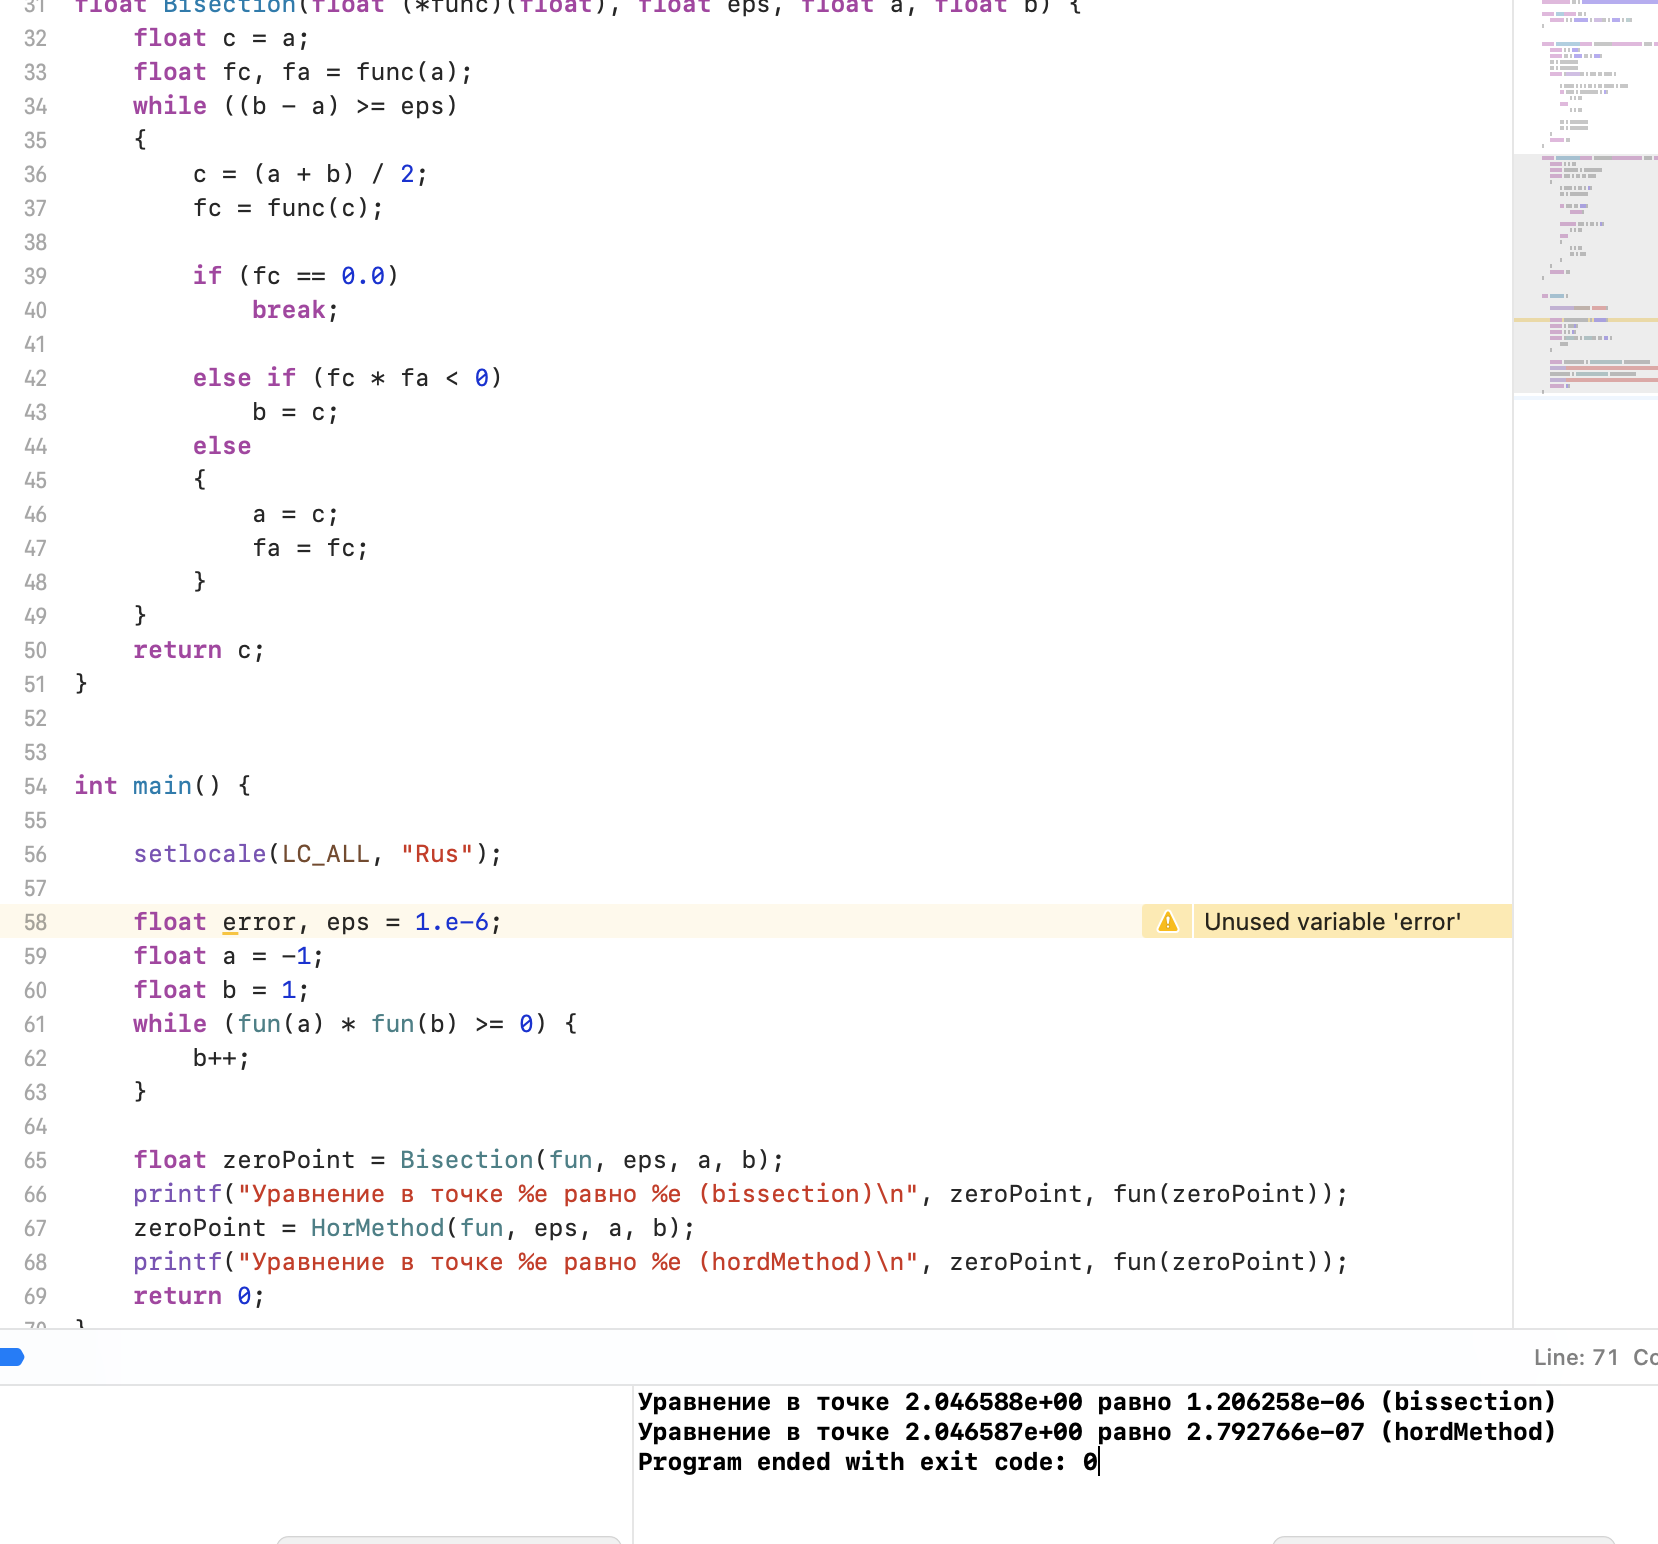 31 float Bisection(float (*func)(float), float eps, float a, float b) {
32 float c = a;
33 float fc, fa = func(a);
34 while ((b - a) >= eps)
35 {
36 c = (a + b) / 2;
37 fc = func(c);
38
39 if (fc == 0.0)
40 break;
41
42 else if (fc * fa < 0)
43 b = c;
44 else
45 {
46 a = c;
47 fa = fc;
48 }
49 }
50 return c;
51 }
52
53
54 int main() {
55
56 setlocale(LC_ALL, "Rus");
57
58 float error, eps = 1.e-6; Unused variable 'error'
59 float a = -1;
60 float b = 1;
61 while (fun(a) * fun(b) >= 0) {
62 b++;
63 }
64
65 float zeroPoint = Bisection(fun, eps, a, b);
66 printf("Уравнение в точке %e равно %e (bissection)\n", zeroPoint, fun(zeroPoint));
67 zeroPoint = HorMethod(fun, eps, a, b);
68 printf("Уравнение в точке %e равно %e (hordMethod)\n", zeroPoint, fun(zeroPoint));
69 return 0;
70 }
Line: 71 Co
Уравнение в точке 2.046588e+00 равно 1.206258e-06 (bissection)
Уравнение в точке 2.046587e+00 равно 2.792766e-07 (hordMethod)
Program ended with exit code: 0